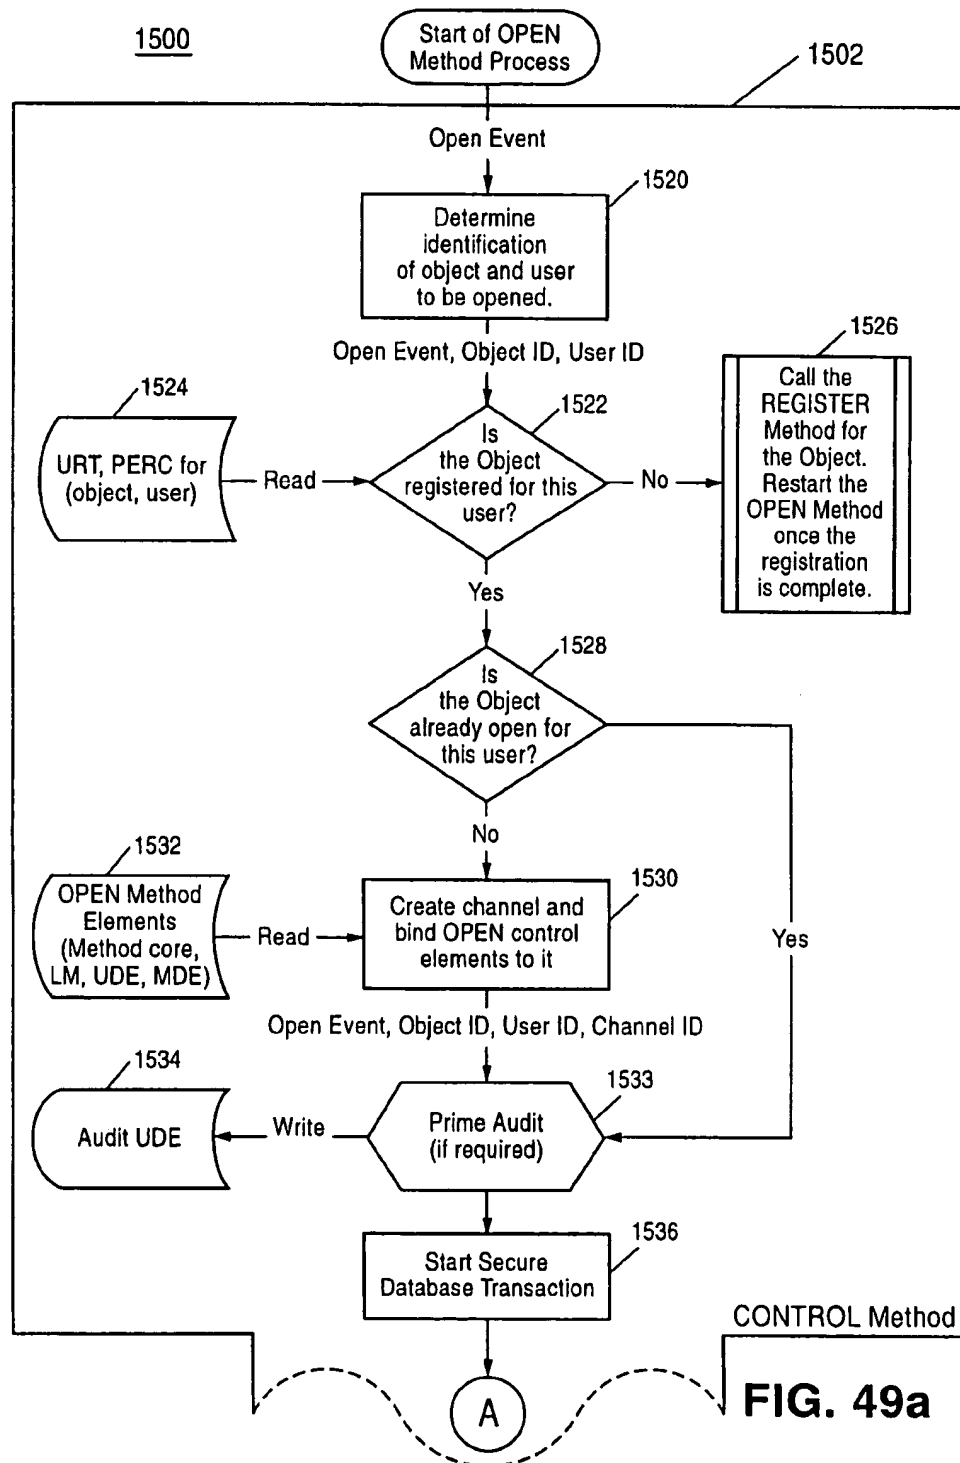 1500
Start of OPEN
Method Process
1502
Open Event
1520
Determine
identification
of object and user
to be opened.
Open Event, Object ID, User ID
1526
Call the
REGISTER
Method for
the Object.
Restart the
OPEN Method
once the
registration
is complete.
1524
URT, PERC for
(object, user)
Read
1522
Is
the Object
registered for this
user?
No
Yes
1528
Is
the Object
already open for
this user?
No
Yes
1532
OPEN Method
Elements
(Method core,
LM, UDE, MDE)
Read
1530
Create channel and
bind OPEN control
elements to it
Open Event, Object ID, User ID, Channel ID
1534
Audit UDE
Write
1533
Prime Audit
(if required)
1536
Start Secure
Database Transaction
CONTROL Method
A
FIG. 49a